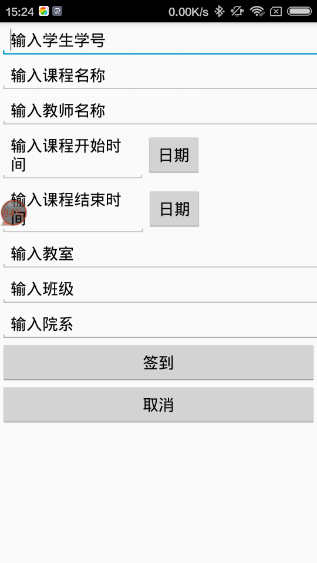 15:24 0.00K/s
输入学生学号
输入课程名称
输入教师名称
输入课程开始时
间
日期
输入课程结束时
间
日期
输入教室
输入班级
输入院系
签到
取消